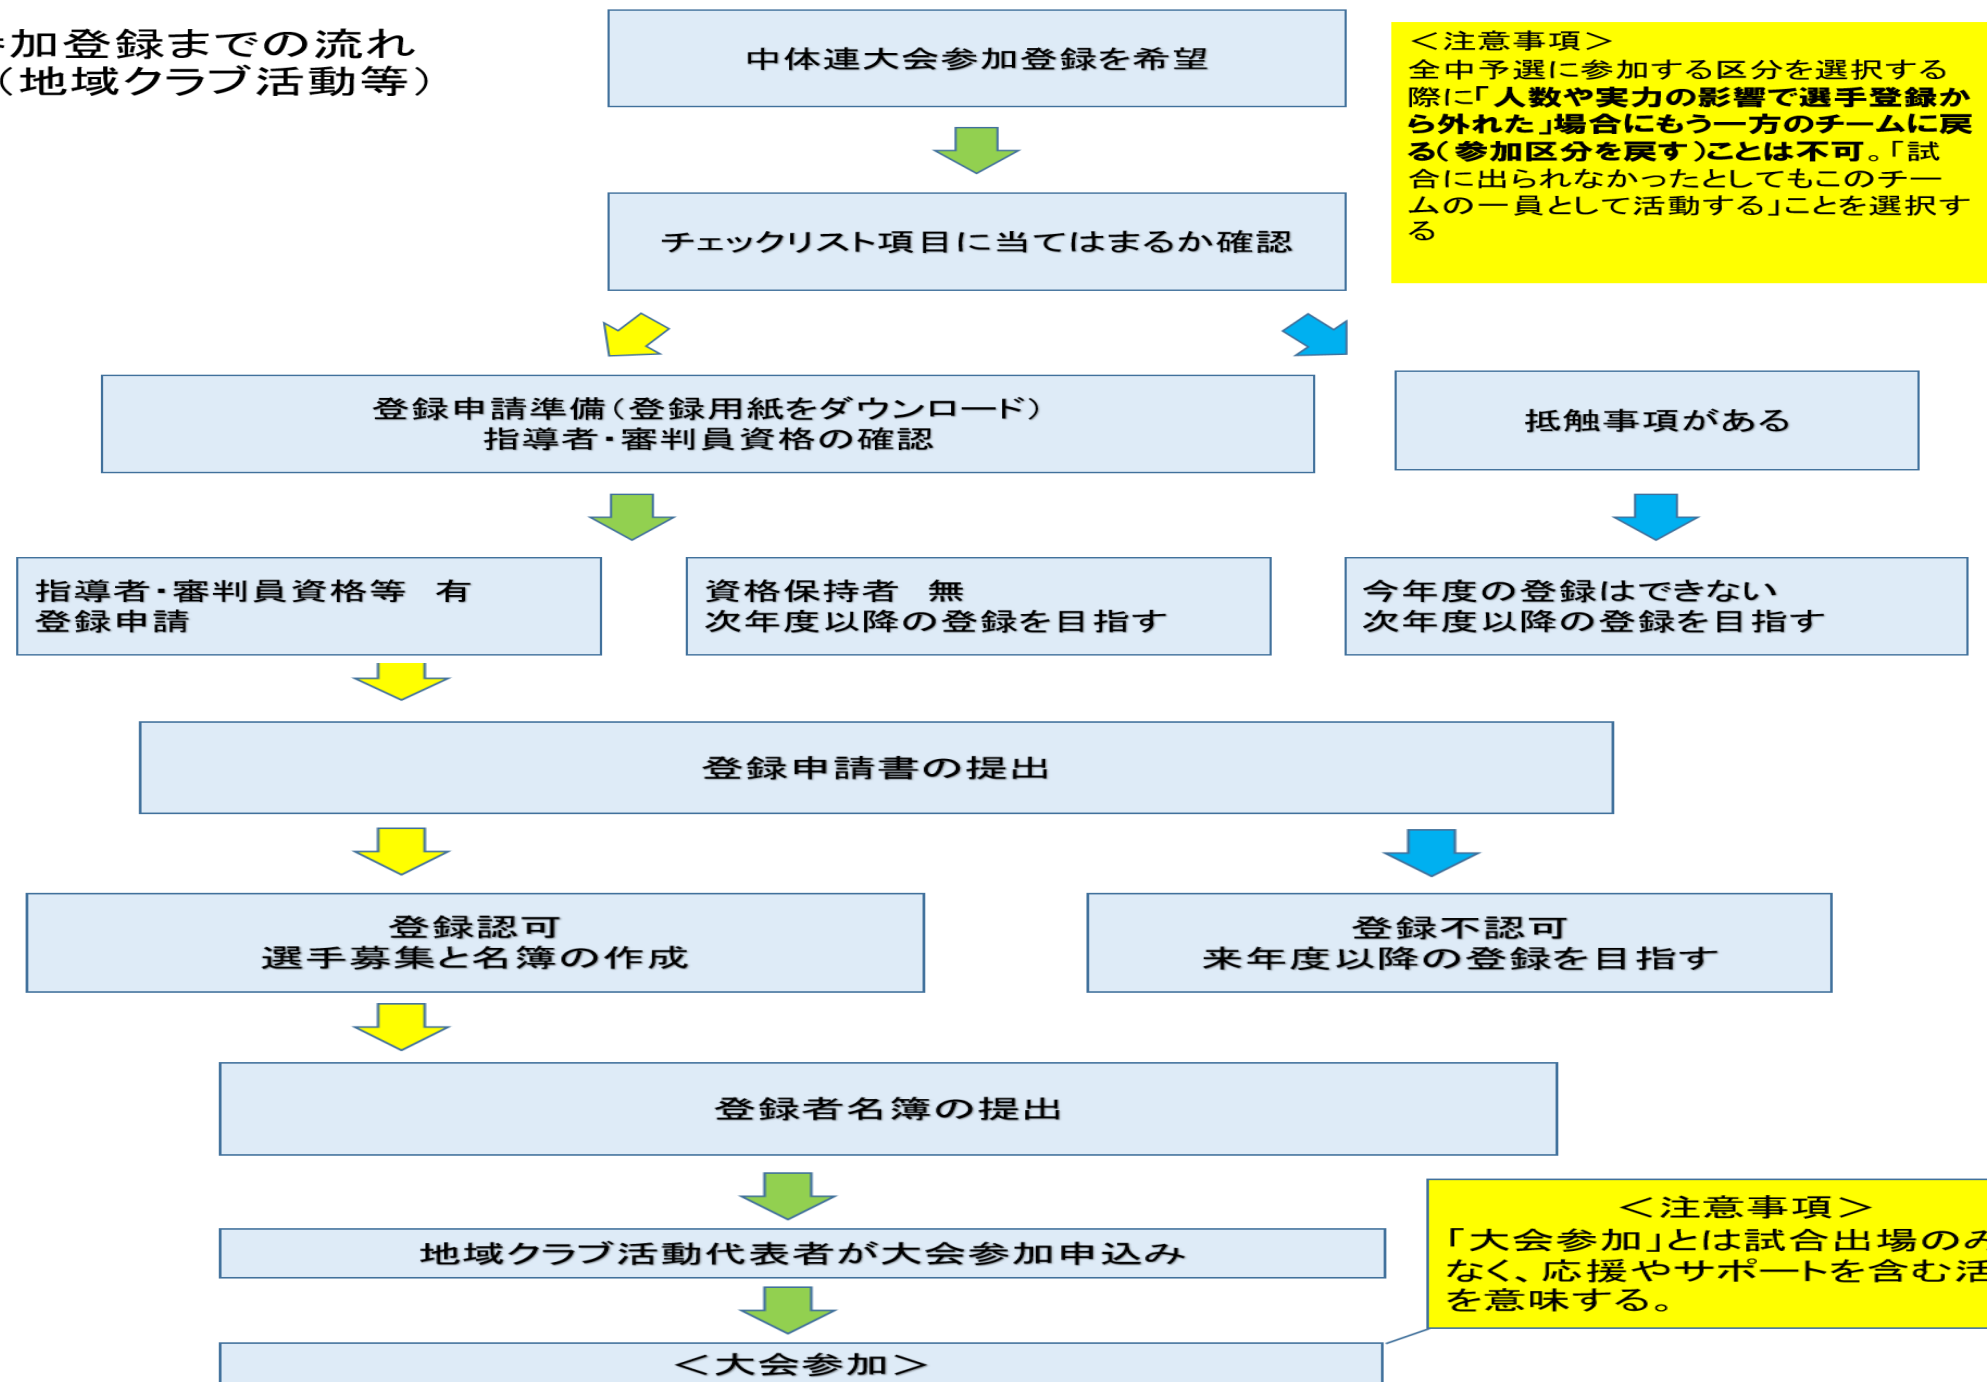 加登録までの流れ
（地域クラブ活動等）
中体連大会参加登録を希望
＜注意事項＞
全中予選に参加する区分を選択する
際に「人数や実力の影響で選手登録か
ら外れた」場合にもう一方のチームに戻
る（参加区分を戻す）ことは不可。「試
合に出られなかったとしてもこのチー
ムの一員として活動する」ことを選択す
る
チェックリスト項目に当てはまるか確認
登録申請準備（登録用紙をダウンロード）
指導者・審判員資格の確認
抵触事項がある
指導者・審判員資格等　有
登録申請
資格保持者　無
次年度以降の登録を目指す
今年度の登録はできない
次年度以降の登録を目指す
登録申請書の提出
登録認可
選手募集と名簿の作成
登録不認可
来年度以降の登録を目指す
登録者名簿の提出
地域クラブ活動代表者が大会参加申込み
＜注意事項＞
「大会参加」とは試合出場のみ
なく、応援やサポートを含む活
を意味する。
＜大会参加＞